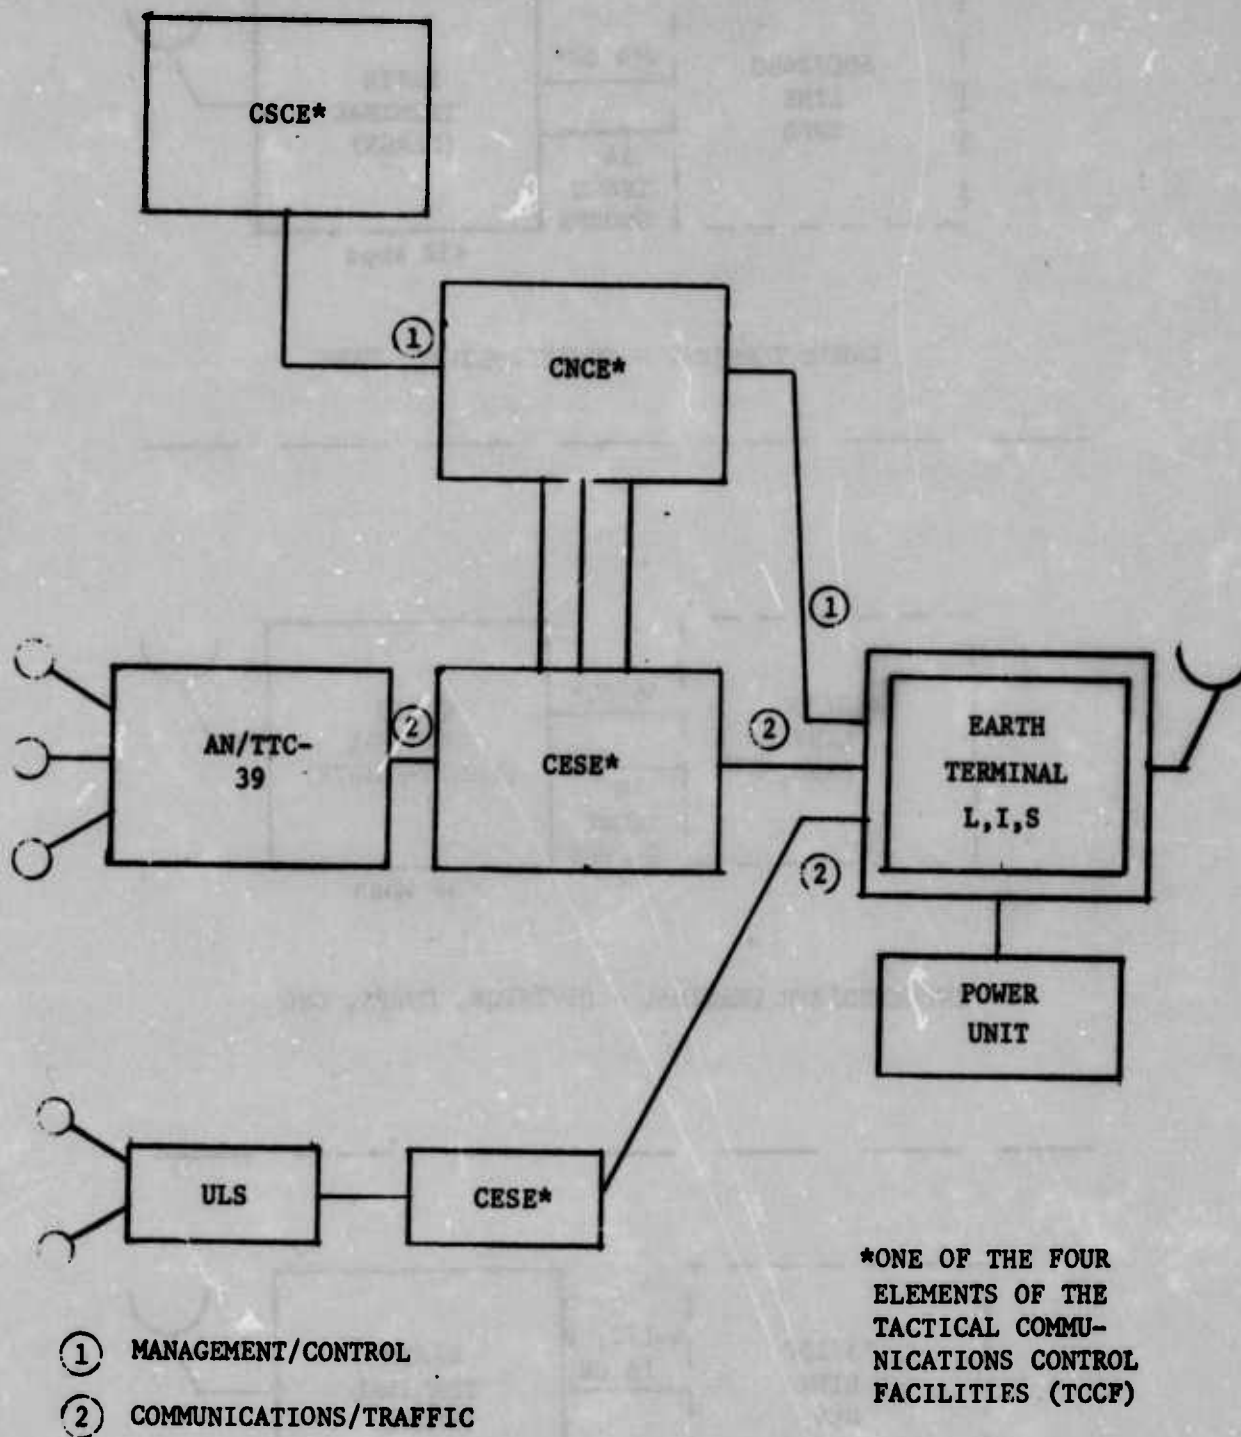 CSCE*
①
CNCE*
①
AN/TTC-
39
②
CESE*
②
EARTH
TERMINAL
L,I,S
②
POWER
UNIT
ULS
CESE*
*ONE OF THE FOUR
ELEMENTS OF THE
TACTICAL COMMU-
NICATIONS CONTROL
FACILITIES (TCCF)
① MANAGEMENT/CONTROL
② COMMUNICATIONS/TRAFFIC